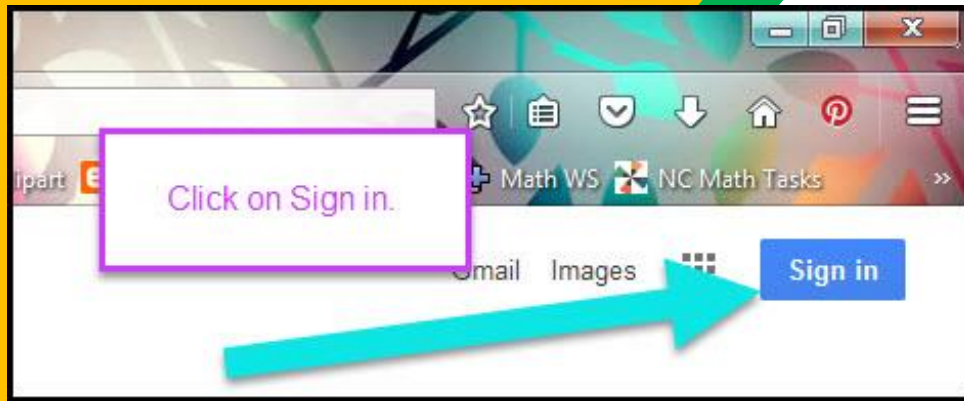 ipart
Math WS
NC Math Tasks
Click on Sign in.
Gmail Images
Sign in